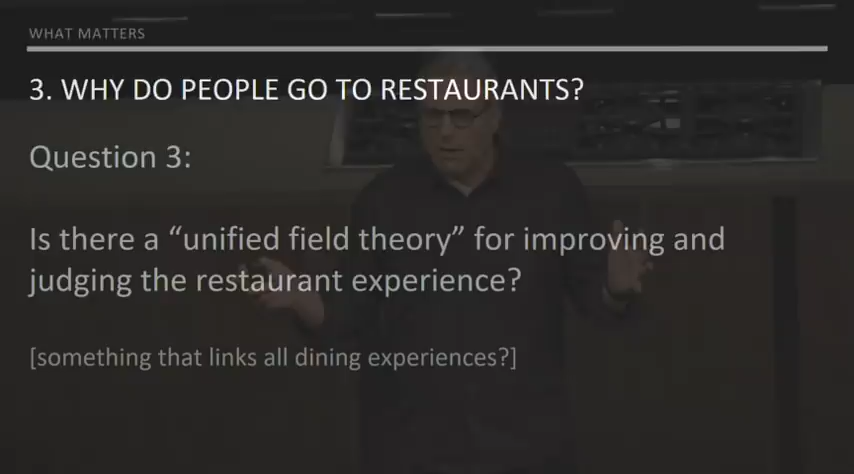 WHAT MATTERS
3. WHY DO PEOPLE GO TO RESTAURANTS?
Question 3:
Is there a “unified field theory” for improving and
judging the restaurant experience?
[something that links all dining experiences?]